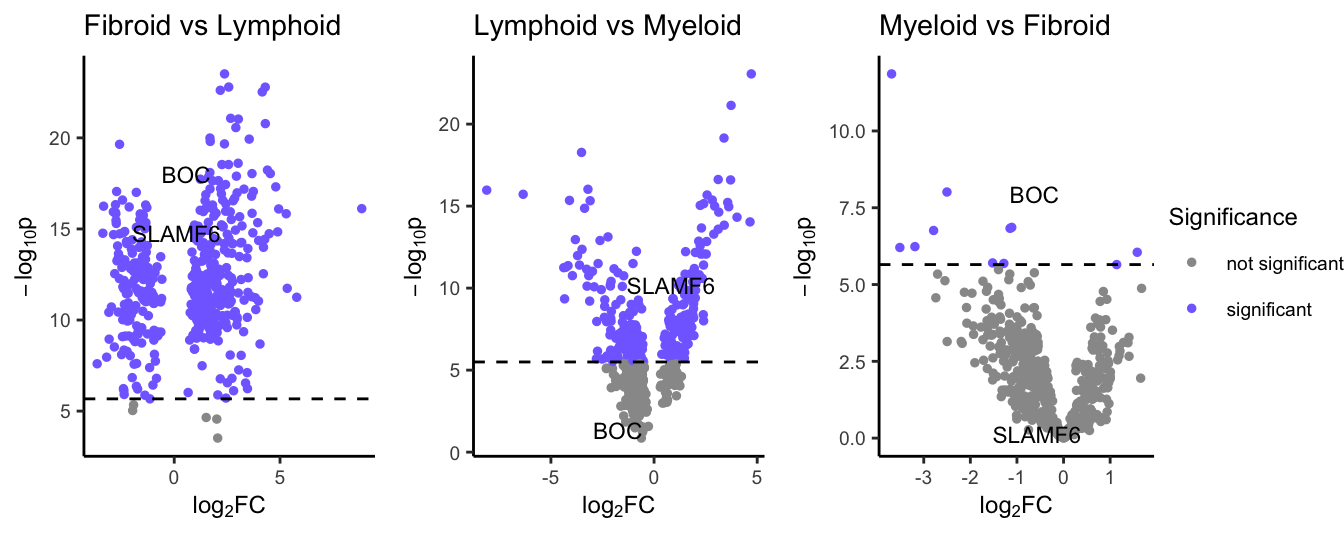 Fibroid vs Lymphoid
Lymphoid vs Myeloid
Myeloid vs Fibroid
20
15
10
5
0
5
−log10p
log2FC
BOC
SLAMF6
20
15
10
5
0
-5
0
5
−log10p
log2FC
SLAMF6
BOC
10.0
7.5
5.0
2.5
0.0
-3
-2
-1
0
1
−log10p
log2FC
BOC
SLAMF6
Significance
not significant
significant